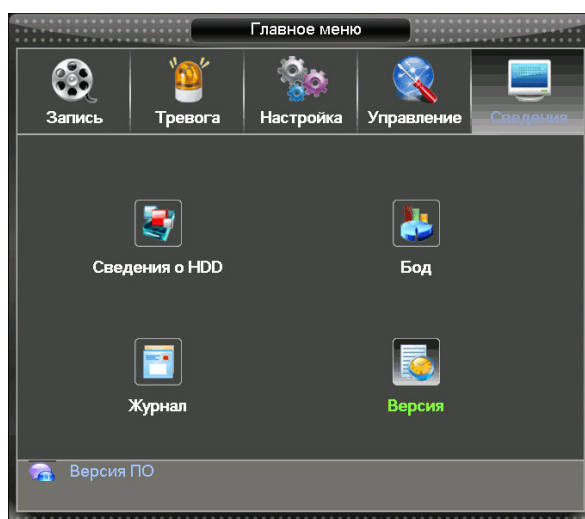 Главное меню
Запись Тревога Настройка Управление Сведения
Сведения о HDD Бод
Журнал Версия
Версия ПО